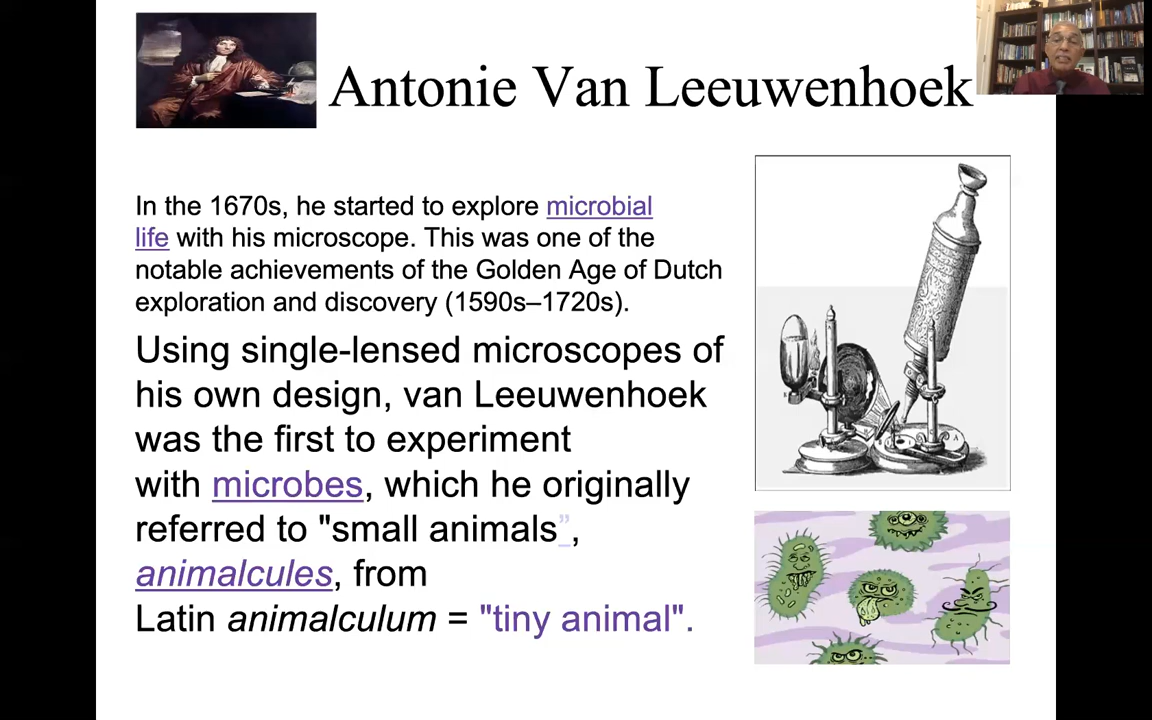 Antonie Van Leeuwenhoek
In the 1670s, he started to explore microbial
life with his microscope. This was one of the
notable achievements of the Golden Age of Dutch
exploration and discovery (1590s–1720s).
Using single-lensed microscopes of
his own design, van Leeuwenhoek
was the first to experiment
with microbes, which he originally
referred to "small animals”,
animalcules, from
Latin animalculum = "tiny animal".